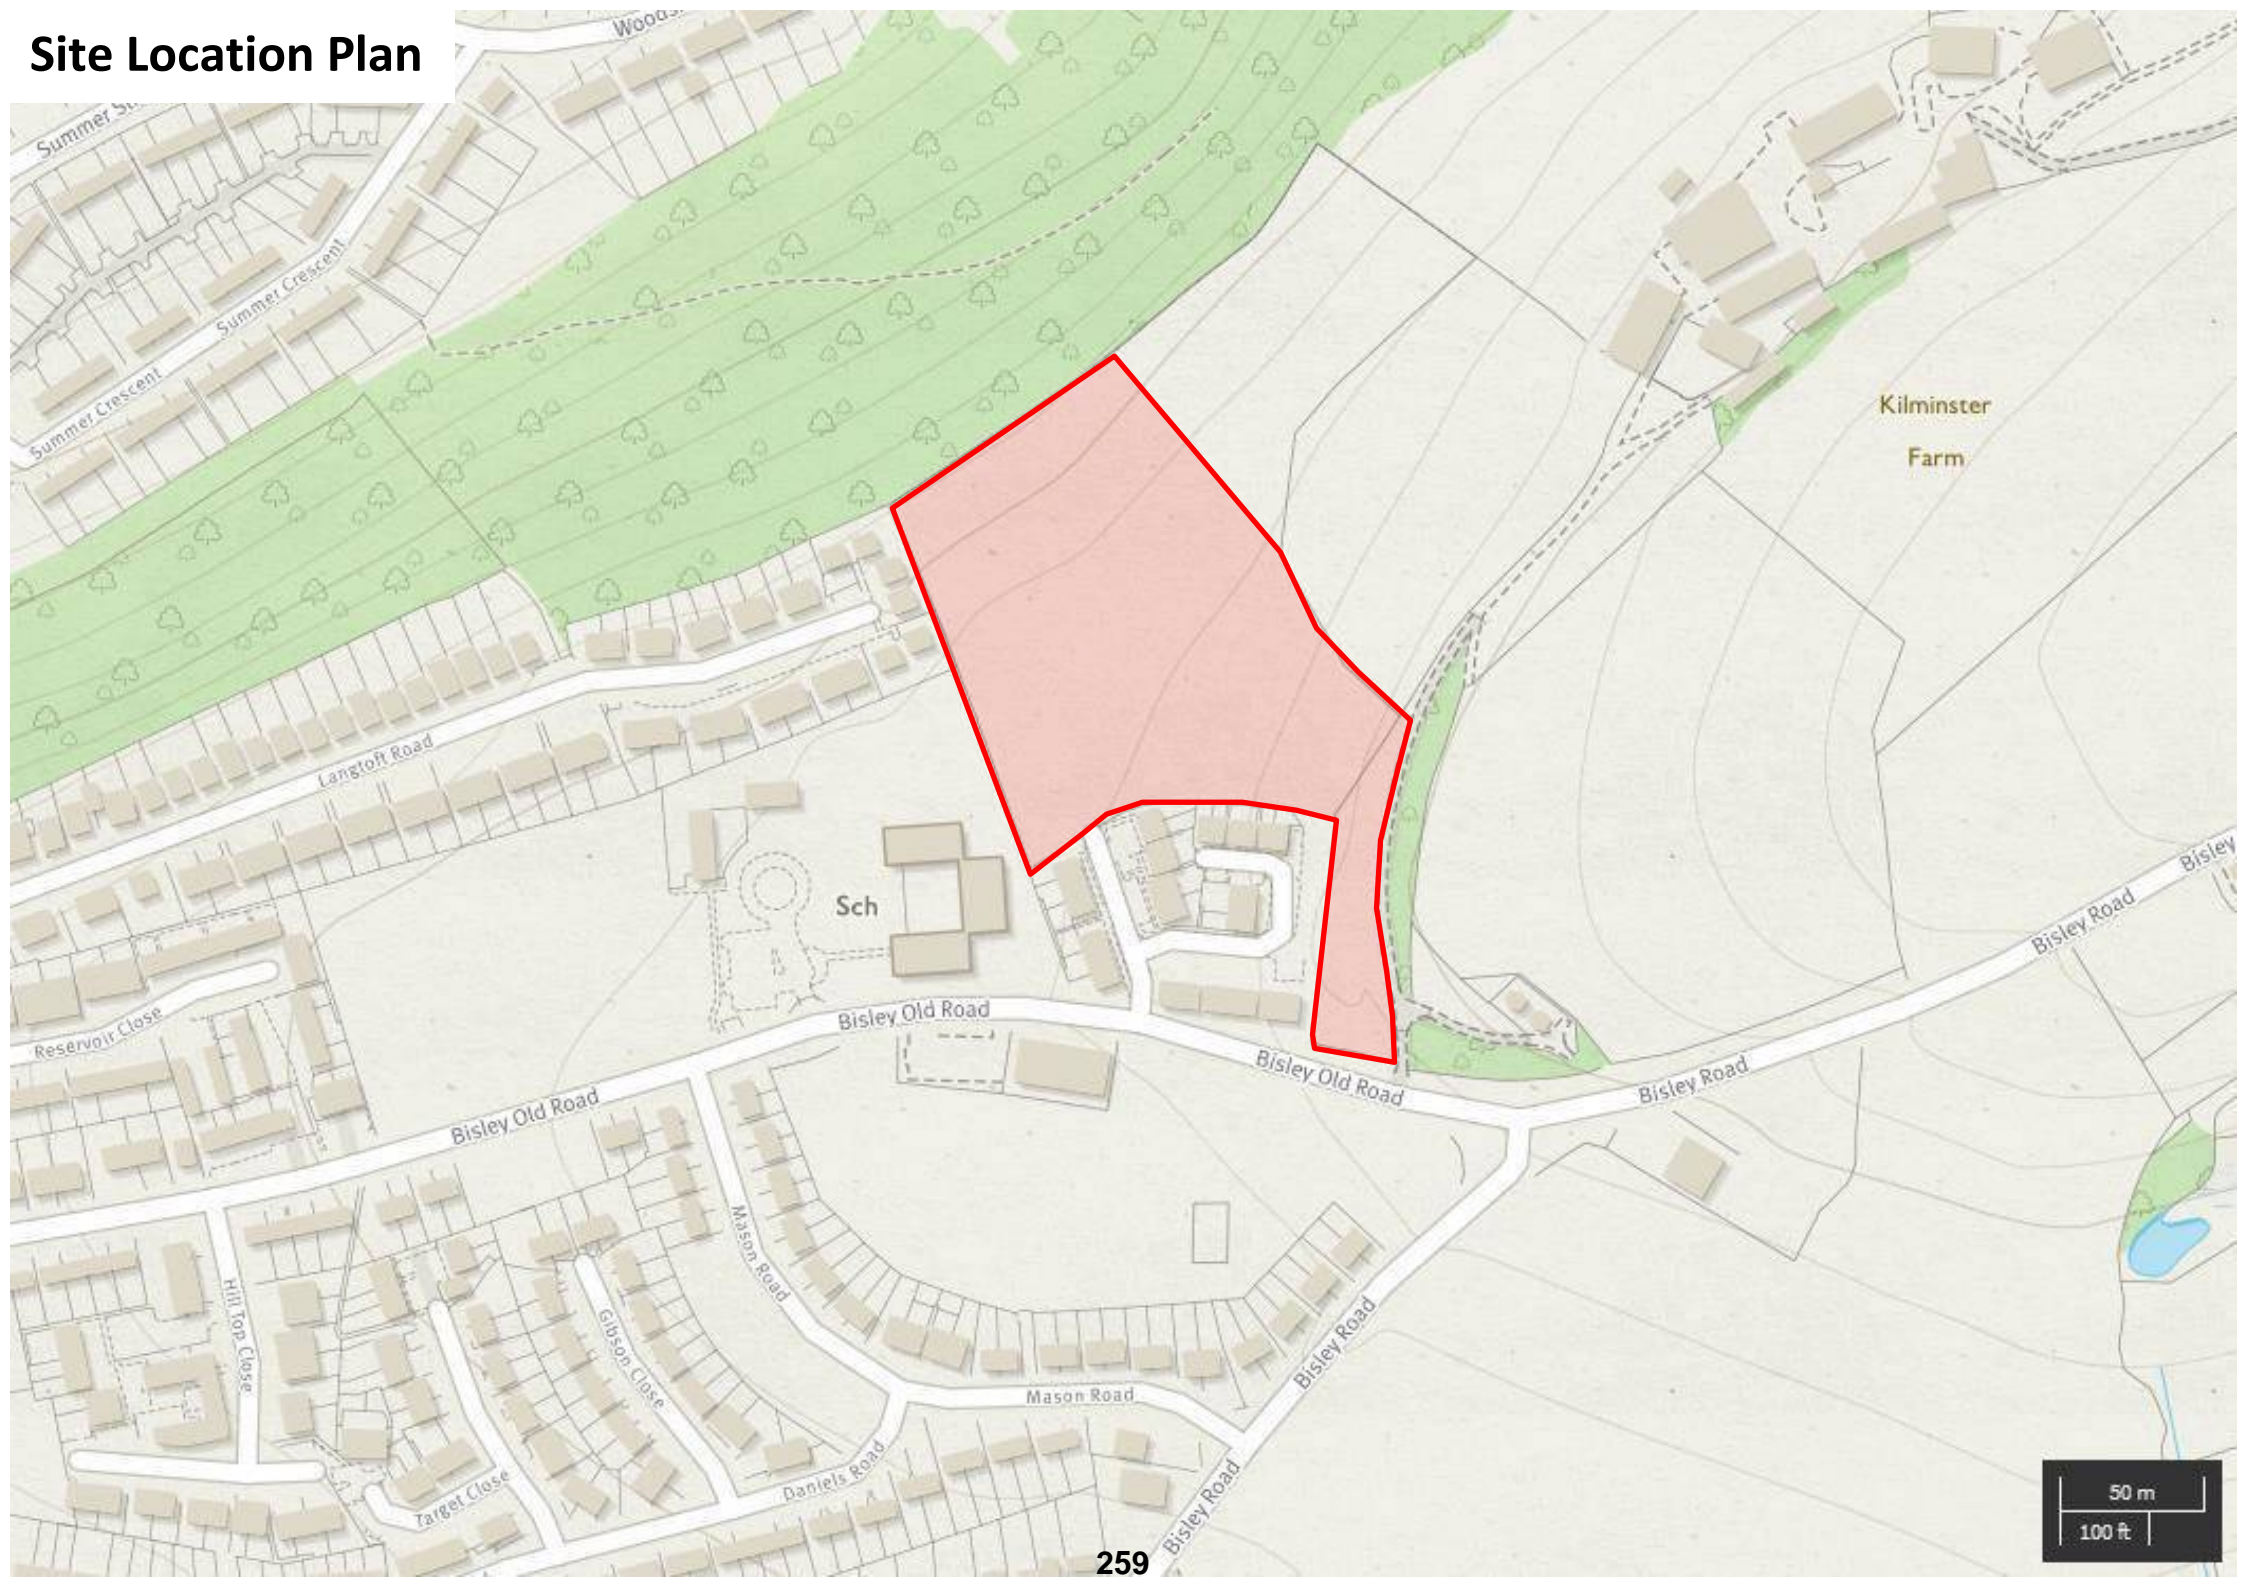 Site Location Plan
Summer Crescent
Summer Crescent
Kilminster
Farm
Langtoft Road
Sch
Bisley
Bisley Road
Bisley Old Road
Reservoir Close
Bisley Old Road
Bisley Road
Bisley Old Road
Mason Road
Hill Top Close
Gibson Close
Bisley Road
Mason Road
Daniels Road
Target Close
Bisley Road
50 m
100 ft
259